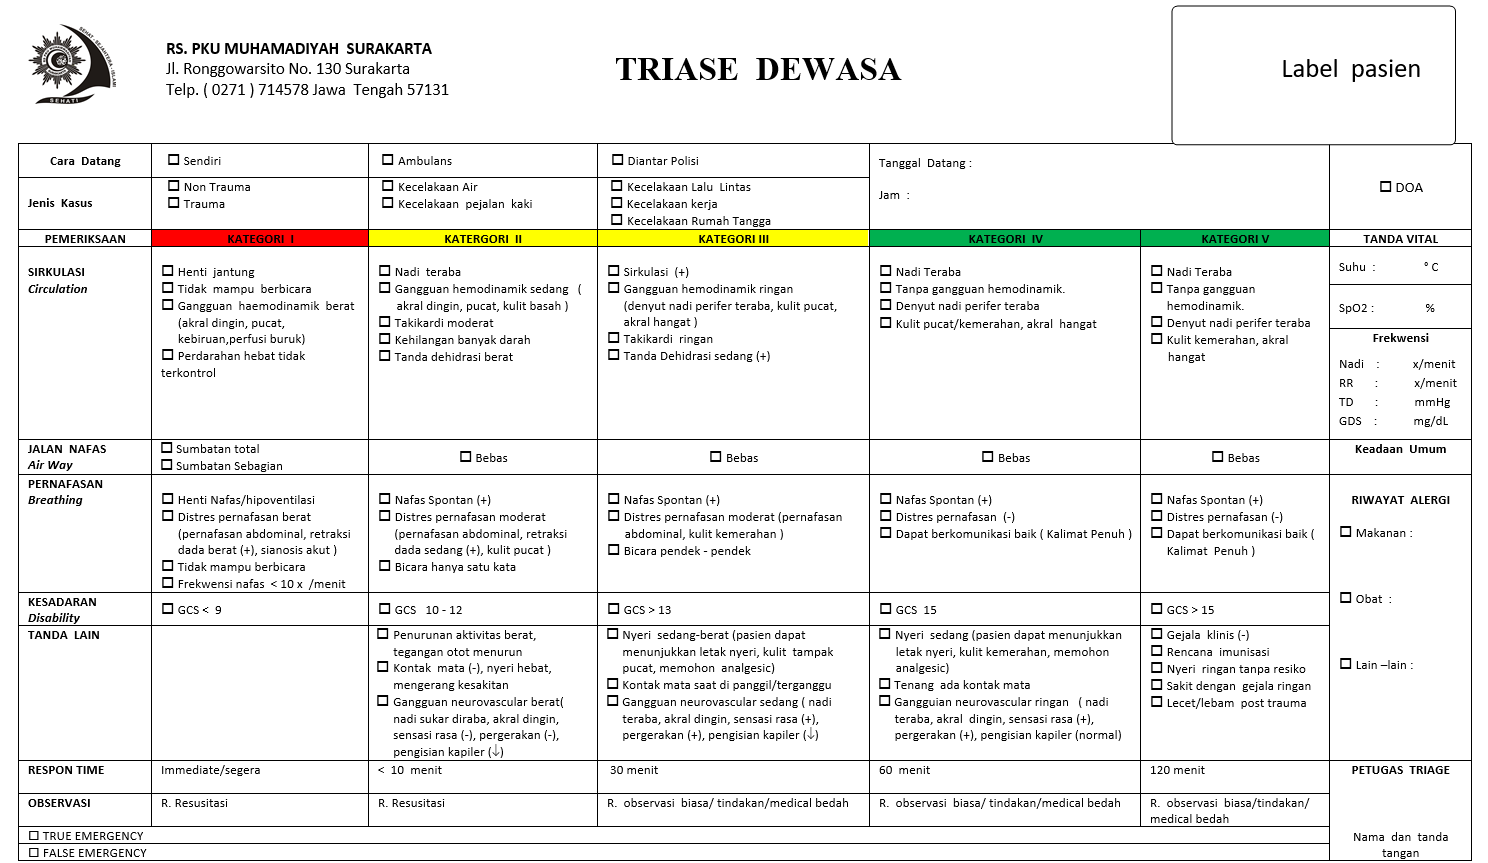 SEHAT - SEJAHTERA - ISLAMI
SEHATI
RS. PKU MUHAMADIYAH SURAKARTA
Jl. Ronggowarsito No. 130 Surakarta
Telp. ( 0271 ) 714578 Jawa Tengah 57131
TRIASE DEWASA
Label pasien
Cara Datang
☐ Sendiri
☐ Ambulans
☐ Diantar Polisi
Tanggal Datang :
Jam :
☐ DOA
Jenis Kasus
☐ Non Trauma
☐ Trauma
☐ Kecelakaan Air
☐ Kecelakaan pejalan kaki
☐ Kecelakaan Lalu Lintas
☐ Kecelakaan kerja
☐ Kecelakaan Rumah Tangga
PEMERIKSAAN
KATEGORI I
KATERGORI II
KATEGORI III
KATEGORI IV
KATEGORI V
TANDA VITAL
SIRKULASI
Circulation
☐ Henti jantung
☐ Tidak mampu berbicara
☐ Gangguan haemodinamik berat
(akral dingin, pucat,
kebiruan,perfusi buruk)
☐ Perdarahan hebat tidak
terkontrol
☐ Nadi teraba
☐ Gangguan hemodinamik sedang (
akral dingin, pucat, kulit basah )
☐ Takikardi moderat
☐ Kehilangan banyak darah
☐ Tanda dehidrasi berat
☐ Sirkulasi (+)
☐ Gangguan hemodinamik ringan
(denyut nadi perifer teraba, kulit pucat,
akral hangat )
☐ Takikardi ringan
☐ Tanda Dehidrasi sedang (+)
☐ Nadi Teraba
☐ Tanpa gangguan hemodinamik.
☐ Denyut nadi perifer teraba
☐ Kulit pucat/kemerahan, akral hangat
☐ Nadi Teraba
☐ Tanpa gangguan
hemodinamik.
☐ Denyut nadi perifer teraba
☐ Kulit kemerahan, akral
hangat
Suhu : ° C
SpO2 : %
Frekwensi
Nadi : x/menit
RR : x/menit
TD : mmHg
GDS : mg/dL
JALAN NAFAS
Air Way
☐ Sumbatan total
☐ Sumbatan Sebagian
☐ Bebas
☐ Bebas
☐ Bebas
☐ Bebas
Keadaan Umum
PERNAFASAN
Breathing
☐ Henti Nafas/hipoventilasi
☐ Distres pernafasan berat
(pernafasan abdominal, retraksi
dada berat (+), sianosis akut )
☐ Tidak mampu berbicara
☐ Frekwensi nafas < 10 x /menit
☐ Nafas Spontan (+)
☐ Distres pernafasan moderat
(pernafasan abdominal, retraksi
dada sedang (+), kulit pucat )
☐ Bicara hanya satu kata
☐ Nafas Spontan (+)
☐ Distres pernafasan moderat (pernafasan
abdominal, kulit kemerahan )
☐ Bicara pendek - pendek
☐ Nafas Spontan (+)
☐ Distres pernafasan (-)
☐ Dapat berkomunikasi baik ( Kalimat Penuh )
☐ Nafas Spontan (+)
☐ Distres pernafasan (-)
☐ Dapat berkomunikasi baik (
Kalimat Penuh )
RIWAYAT ALERGI
☐ Makanan :
☐ Obat :
☐ Lain –lain :
KESADARAN
Disability
☐ GCS < 9
☐ GCS 10 - 12
☐ GCS > 13
☐ GCS 15
☐ GCS > 15
TANDA LAIN
☐ Penurunan aktivitas berat,
tegangan otot menurun
☐ Kontak mata (-), nyeri hebat,
mengerang kesakitan
☐ Gangguan neurovascular berat(
nadi sukar diraba, akral dingin,
sensasi rasa (-), pergerakan (-),
pengisian kapiler (↓)
☐ Nyeri sedang-berat (pasien dapat
menunjukkan letak nyeri, kulit tampak
pucat, memohon analgesic)
☐ Kontak mata saat di panggil/terganggu
☐ Gangguan neurovascular sedang ( nadi
teraba, akral dingin, sensasi rasa (+),
pergerakan (+), pengisian kapiler (↓)
☐ Nyeri sedang (pasien dapat menunjukkan
letak nyeri, kulit kemerahan, memohon
analgesic)
☐ Tenang ada kontak mata
☐ Gangguian neurovascular ringan ( nadi
teraba, akral dingin, sensasi rasa (+),
pergerakan (+), pengisian kapiler (normal)
☐ Gejala klinis (-)
☐ Rencana imunisasi
☐ Nyeri ringan tanpa resiko
☐ Sakit dengan gejala ringan
☐ Lecet/lebam post trauma
RESPON TIME
Immediate/segera
< 10 menit
30 menit
60 menit
120 menit
PETUGAS TRIAGE
OBSERVASI
R. Resusitasi
R. Resusitasi
R. observasi biasa/ tindakan/medical bedah
R. observasi biasa/ tindakan/medical bedah
R. observasi biasa/tindakan/
medical bedah
☐ TRUE EMERGENCY
☐ FALSE EMERGENCY
Nama dan tanda
tangan